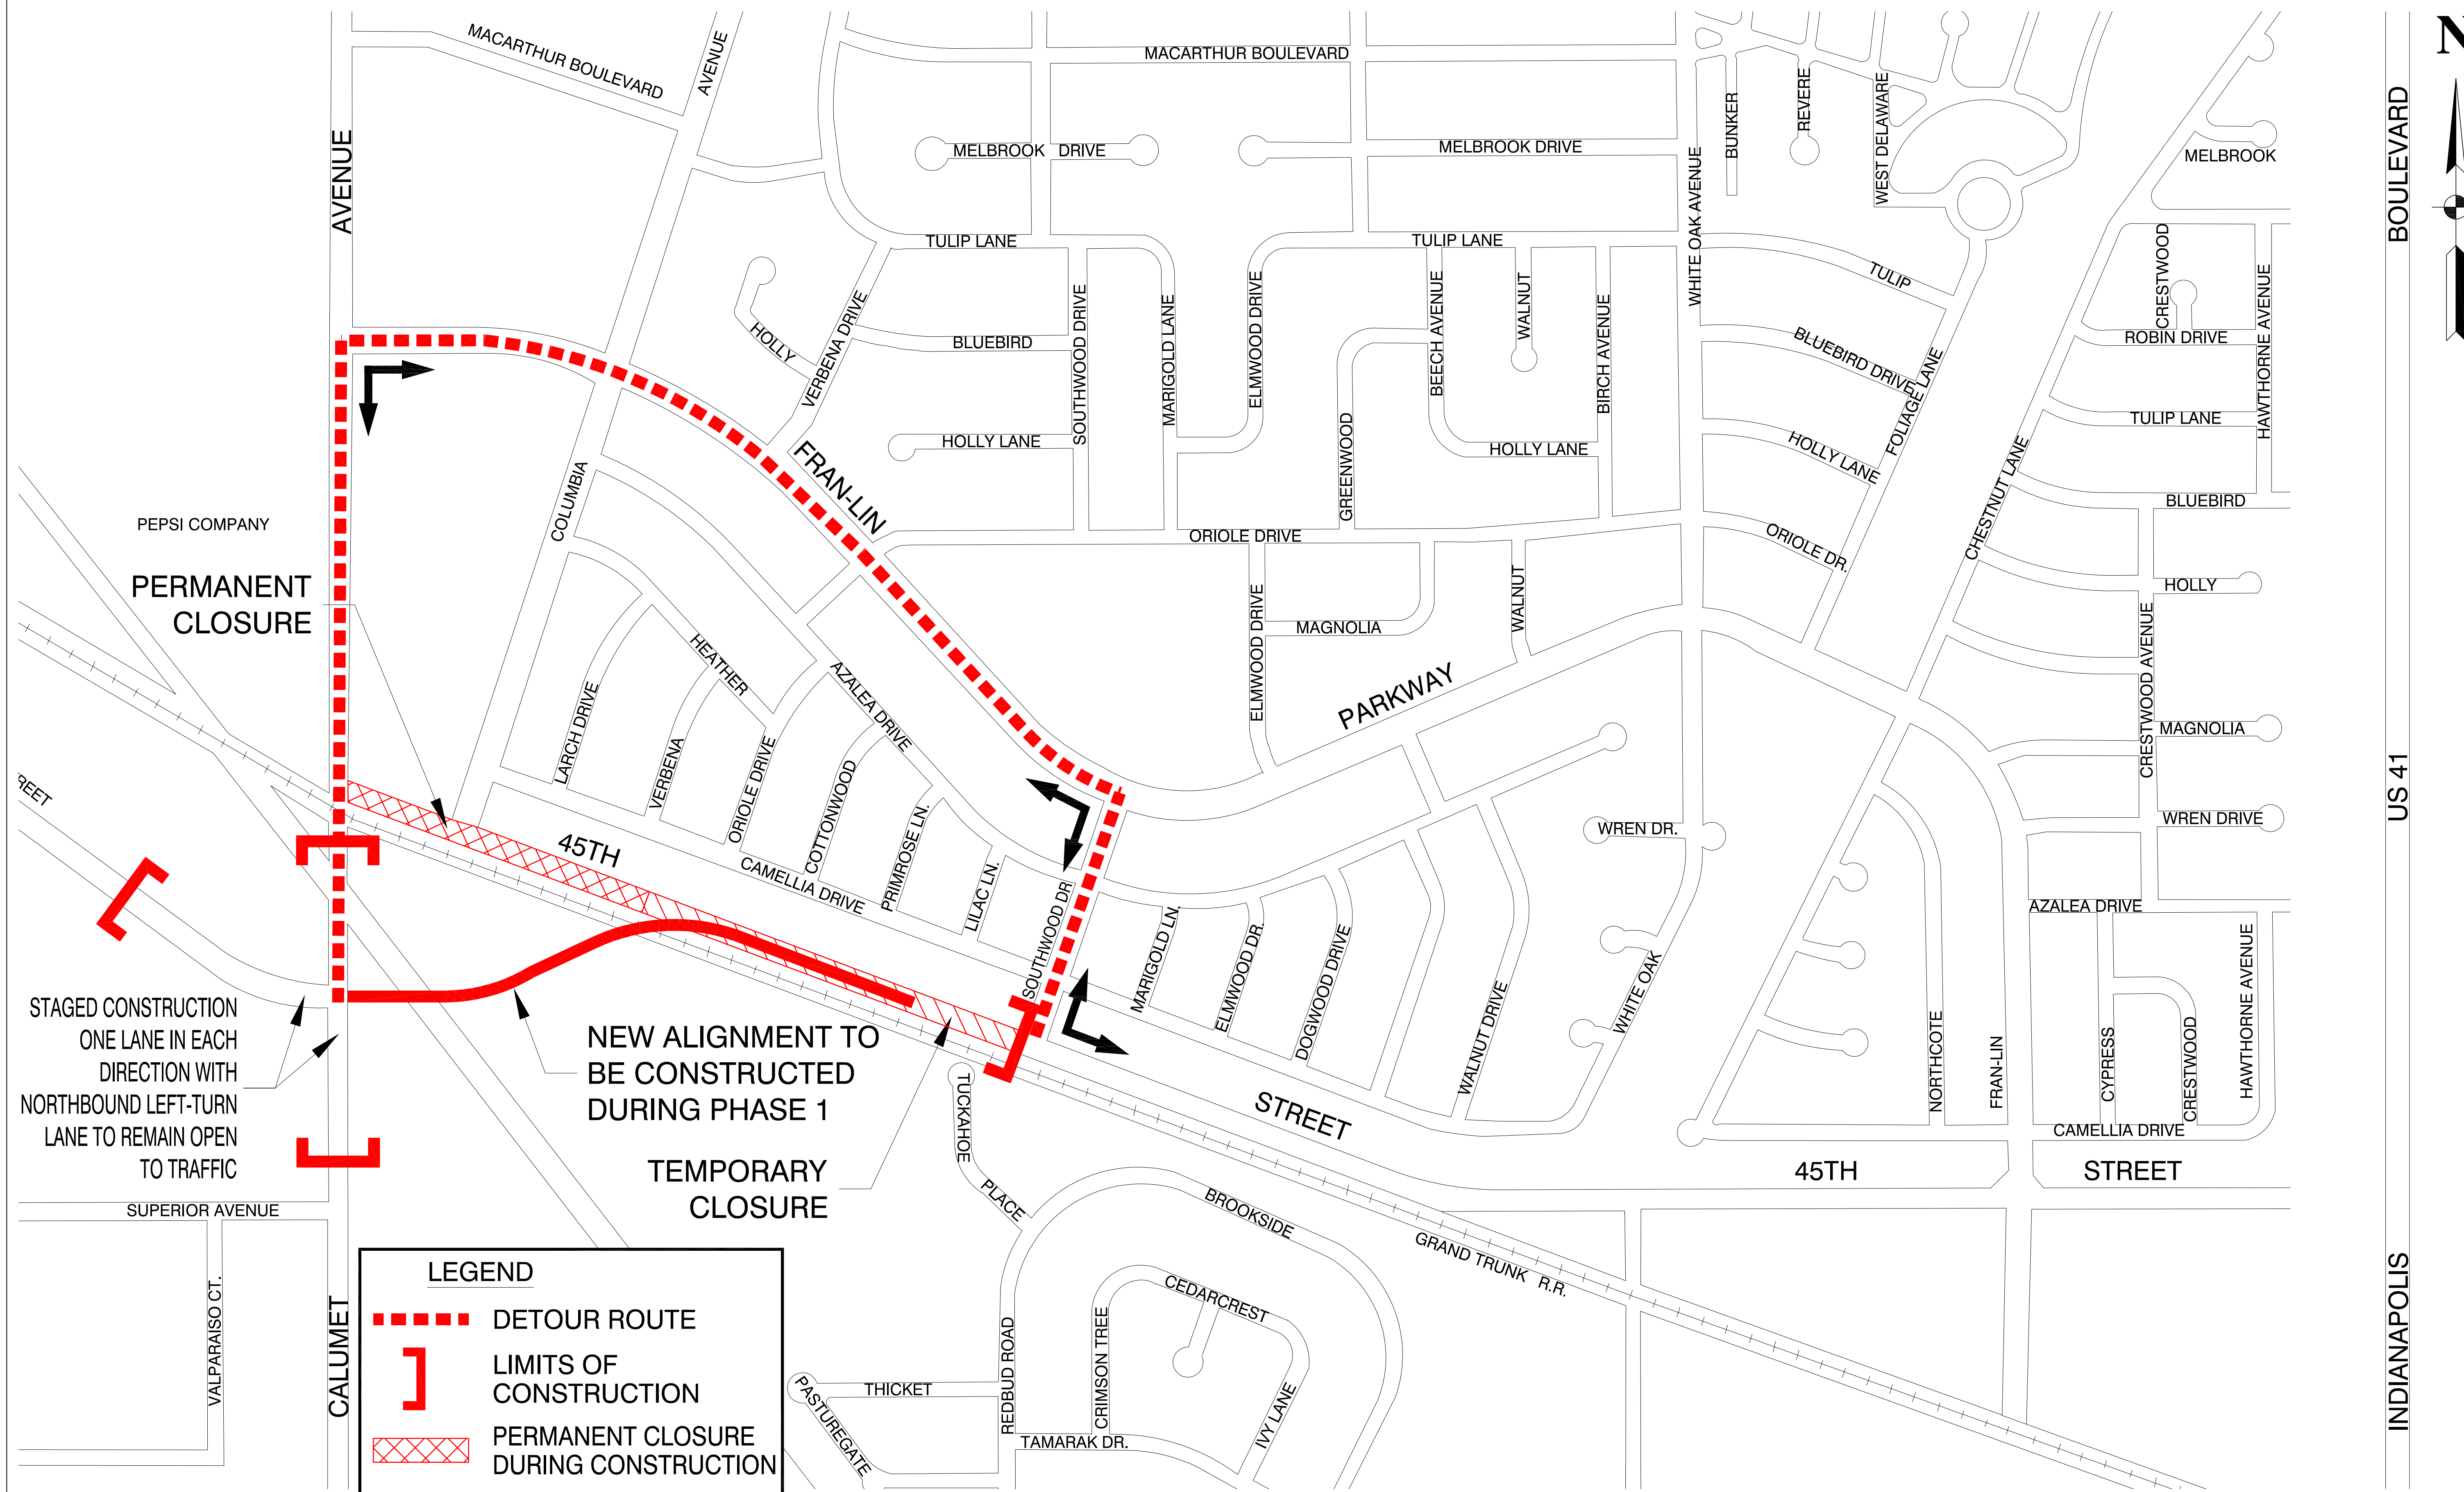 MACARTHUR BOULEVARD
AVENUE
MACARTHUR BOULEVARD
N
AVENUE
BUNKER
REVERE
WEST DELAWARE
BOULEVARD
MELBROOK DRIVE
MELBROOK DRIVE
MELBROOK
WHITE OAK AVENUE
TULIP LANE
TULIP LANE
TULIP
CRESTWOOD
HAWTHORNE AVENUE
HOLLY
VERBENA DRIVE
BLUEBIRD
SOUTHWOOD DRIVE
MARIGOLD LANE
ELMWOOD DRIVE
BEECH AVENUE
WALNUT
BIRCH AVENUE
BLUEBIRD DRIVE
FOLIAGE LANE
ROBIN DRIVE
TULIP LANE
HOLLY LANE
GREENWOOD
HOLLY LANE
HOLLY LANE
CHESTNUT LANE
BLUEBIRD
FRAN-LIN
COLUMBIA
PEPSI COMPANY
ORIOLE DRIVE
ORIOLE DR.
HOLLY
PERMANENT
CLOSURE
ELMWOOD DRIVE
MAGNOLIA
WALNUT
CRESTWOOD AVENUE
PARKWAY
MAGNOLIA
LARCH DRIVE
HEATHER
VERBENA
ORIOLE DRIVE
AZALEA DRIVE
COTTONWOOD
PRIMROSE LN.
LILAC LN.
US 41
WREN DR.
WREN DRIVE
REET
45TH
CAMELLIA DRIVE
SOUTHWOOD DR
MARIGOLD LN.
ELMWOOD DR.
DOGWOOD DRIVE
WALNUT DRIVE
WHITE OAK
AZALEA DRIVE
HAWTHORNE AVENUE
NORTHCOTE
FRAN-LIN
CYPRESS
CRESTWOOD
STAGED CONSTRUCTION
ONE LANE IN EACH
DIRECTION WITH
NORTHBOUND LEFT-TURN
LANE TO REMAIN OPEN
TO TRAFFIC
NEW ALIGNMENT TO
BE CONSTRUCTED
DURING PHASE 1
TUCKAHOE
PLACE
STREET
CAMELLIA DRIVE
45TH
STREET
TEMPORARY
CLOSURE
SUPERIOR AVENUE
VALPARAISO CT.
CALUMET
BROOKSIDE
GRAND TRUNK R.R.
CEDARCREST
CRIMSON TREE
REDBUD ROAD
THICKET
PASTUREGATE
TAMARAK DR.
IVY LANE
INDIANAPOLIS
LEGEND
DETOUR ROUTE
LIMITS OF
CONSTRUCTION
PERMANENT CLOSURE
DURING CONSTRUCTION